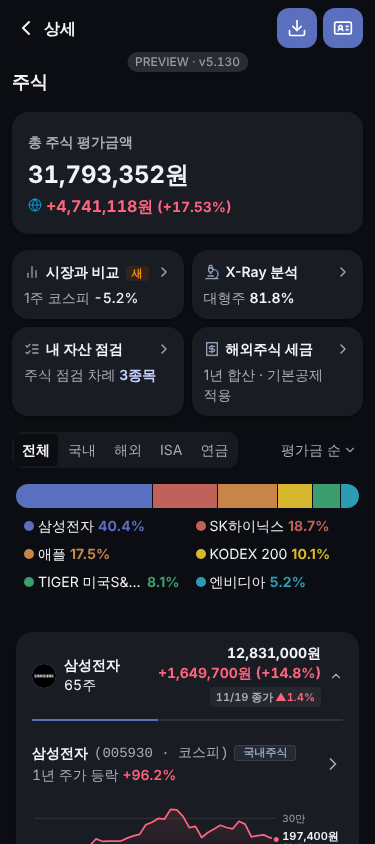 상세
PREVIEW · v5.130
주식
총 주식 평가금액
31,793,352원
+4,741,118원 (+17.53%)
시장과 비교 새
1주 코스피 -5.2%
X-Ray 분석
대형주 81.8%
내 자산 점검
주식 점검 차례 3종목
해외주식 세금
1년 합산 · 기본공제
적용
전체 국내 해외 ISA 연금 평가금 순
삼성전자 40.4% SK하이닉스 18.7%
애플 17.5% KODEX 200 10.1%
TIGER 미국S&... 8.1% 엔비디아 5.2%
12,831,000원
SAMSUNG 삼성전자 +1,649,700원 (+14.8%)
65주 11/19 종가 ▲1.4%
삼성전자 (005930 · 코스피) 국내주식
1년 주가 등락 +96.2%
30만
197,400원